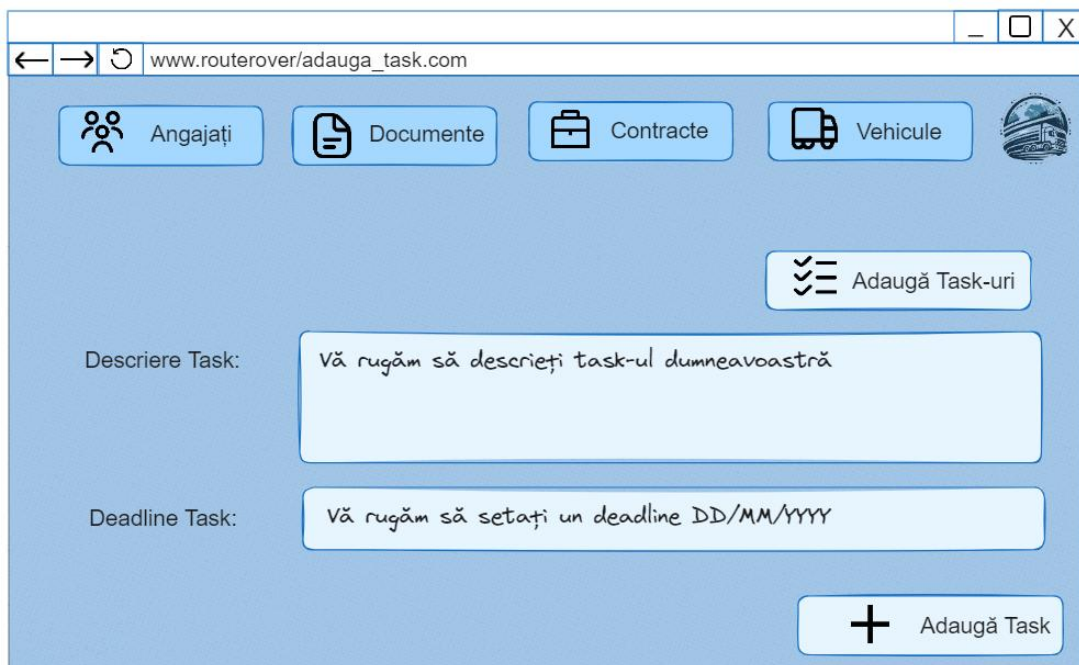 X
www.routerover/adauga_task.com
Angajați
Documente
Contracte
Vehicule
Adaugă Task-uri
Descriere Task:
Vă rugăm să descrieți task-ul dumneavoastră
Deadline Task:
Vă rugăm să setați un deadline DD/MM/YYYY
Adaugă Task